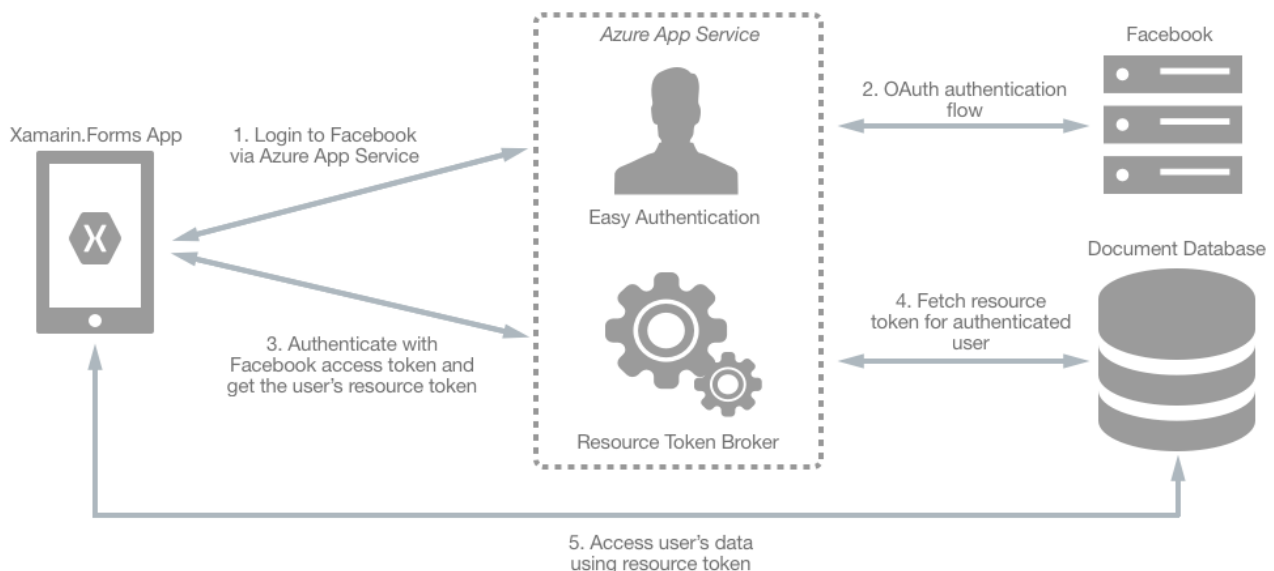 Azure App Service
Facebook
2. OAuth authentication
flow
Xamarin.Forms App
1. Login to Facebook
via Azure App Service
X
Easy Authentication
Document Database
4. Fetch resource
token for authenticated
user
3. Authenticate with
Facebook access token and
get the user's resource token
Resource Token Broker
5. Access user's data
using resource token